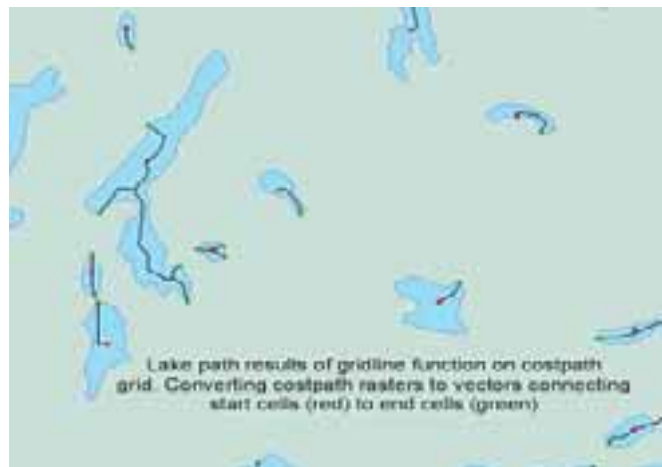 Lake path results of gridline function on costpath
grid. Converting costpath rasters to vectors connecting
start cells (red) to end cells (green)